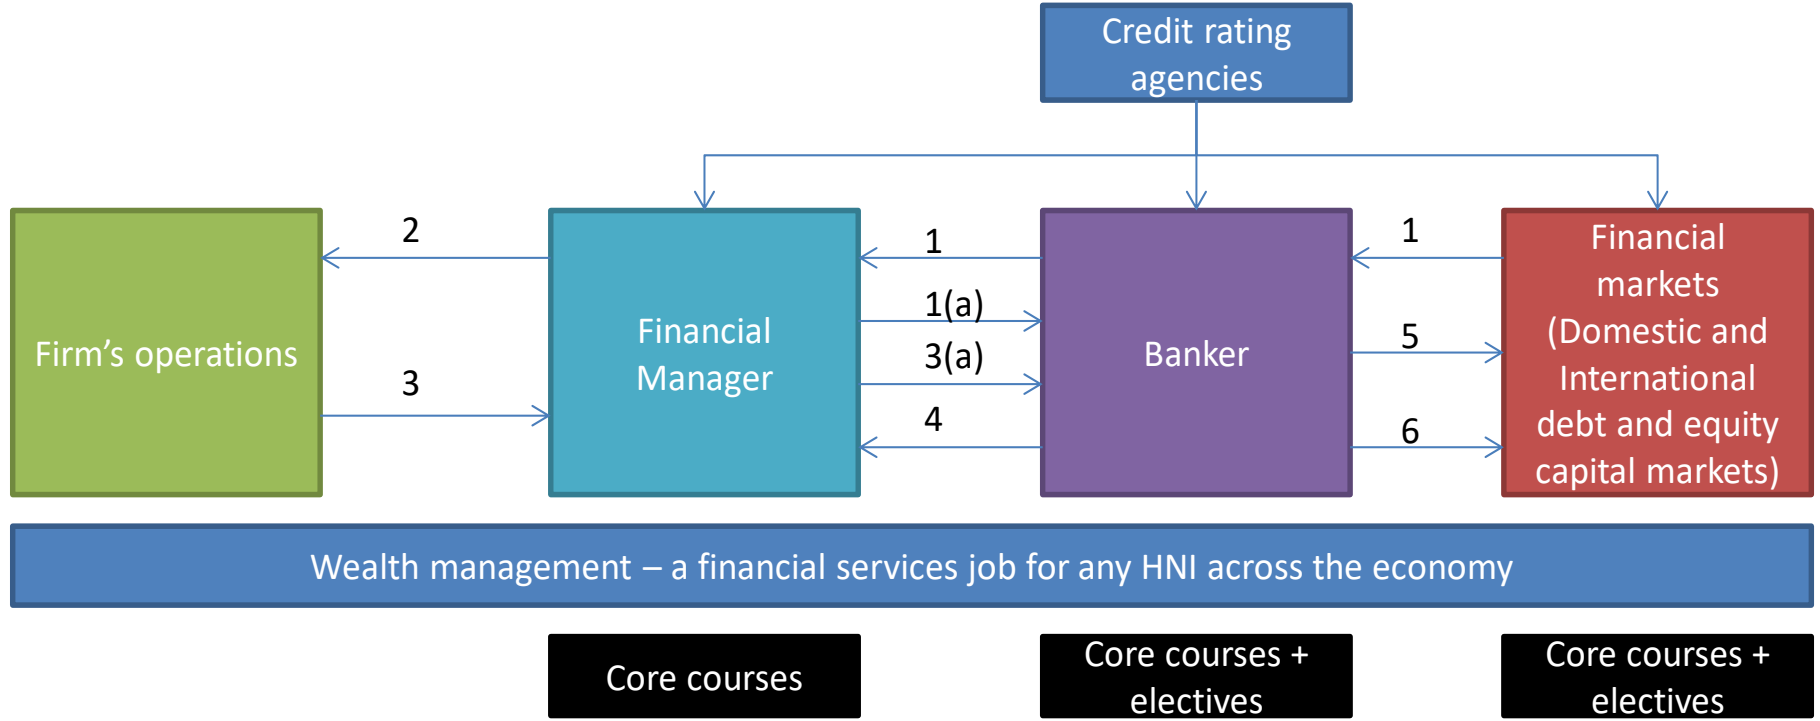 Credit rating
agencies
2
1
1
1(a)
3(a)
3
4
5
6
Firm’s operations
Financial
Manager
Banker
Financial
markets
(Domestic and
International
debt and equity
capital markets)
Wealth management – a financial services job for any HNI across the economy
Core courses
Core courses +
electives
Core courses +
electives